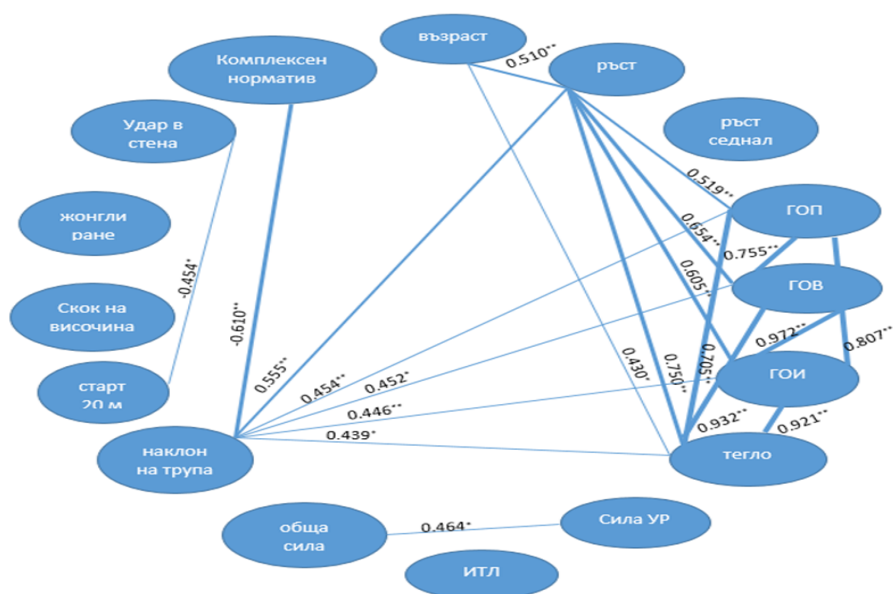 възраст
Комплексен
норматив
0.510**
ръст
Удар в
стена
ръст
седнал
жонгли
ране
0.519**
ГОП
0.654**
0.755**
-0.454*
0.605**
ГОВ
Скок на
височина
-0.610**
0.972**
0.807**
0.430*
0.750**
0.705**
0.555**
0.454**
0.452*
ГОИ
старт
20 м
0.446**
0.932**
0.921**
0.439*
наклон
на трупа
тегло
обща
сила
0.464*
Сила УР
ИТЛ